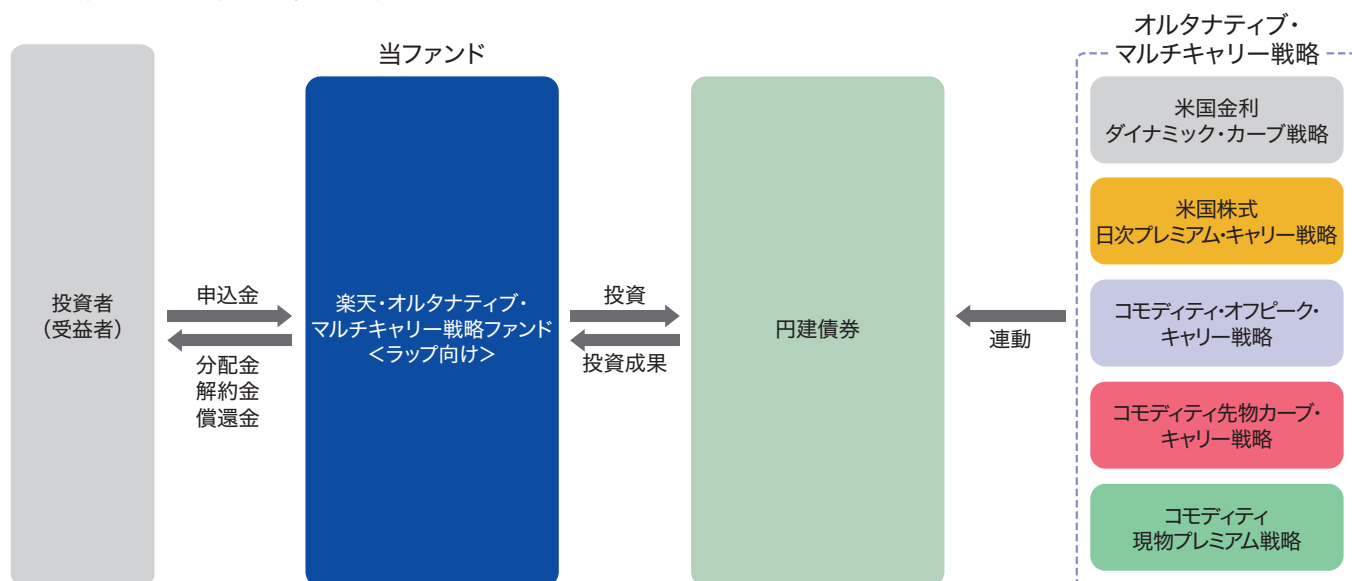 当ファンド
オルタナティブ・
マルチキャリー戦略
投資者
(受益者)
申込金
分配金
解約金
償還金
楽天・オルタナティブ・
マルチキャリー戦略ファンド
<ラップ向け>
投資
投資成果
円建債券
連動
米国金利
ダイナミック・カーブ戦略
米国株式
日次プレミアム・キャリー戦略
コモディティ・オフピーク・
キャリー戦略
コモディティ先物カーブ・
キャリー戦略
コモディティ
現物プレミアム戦略